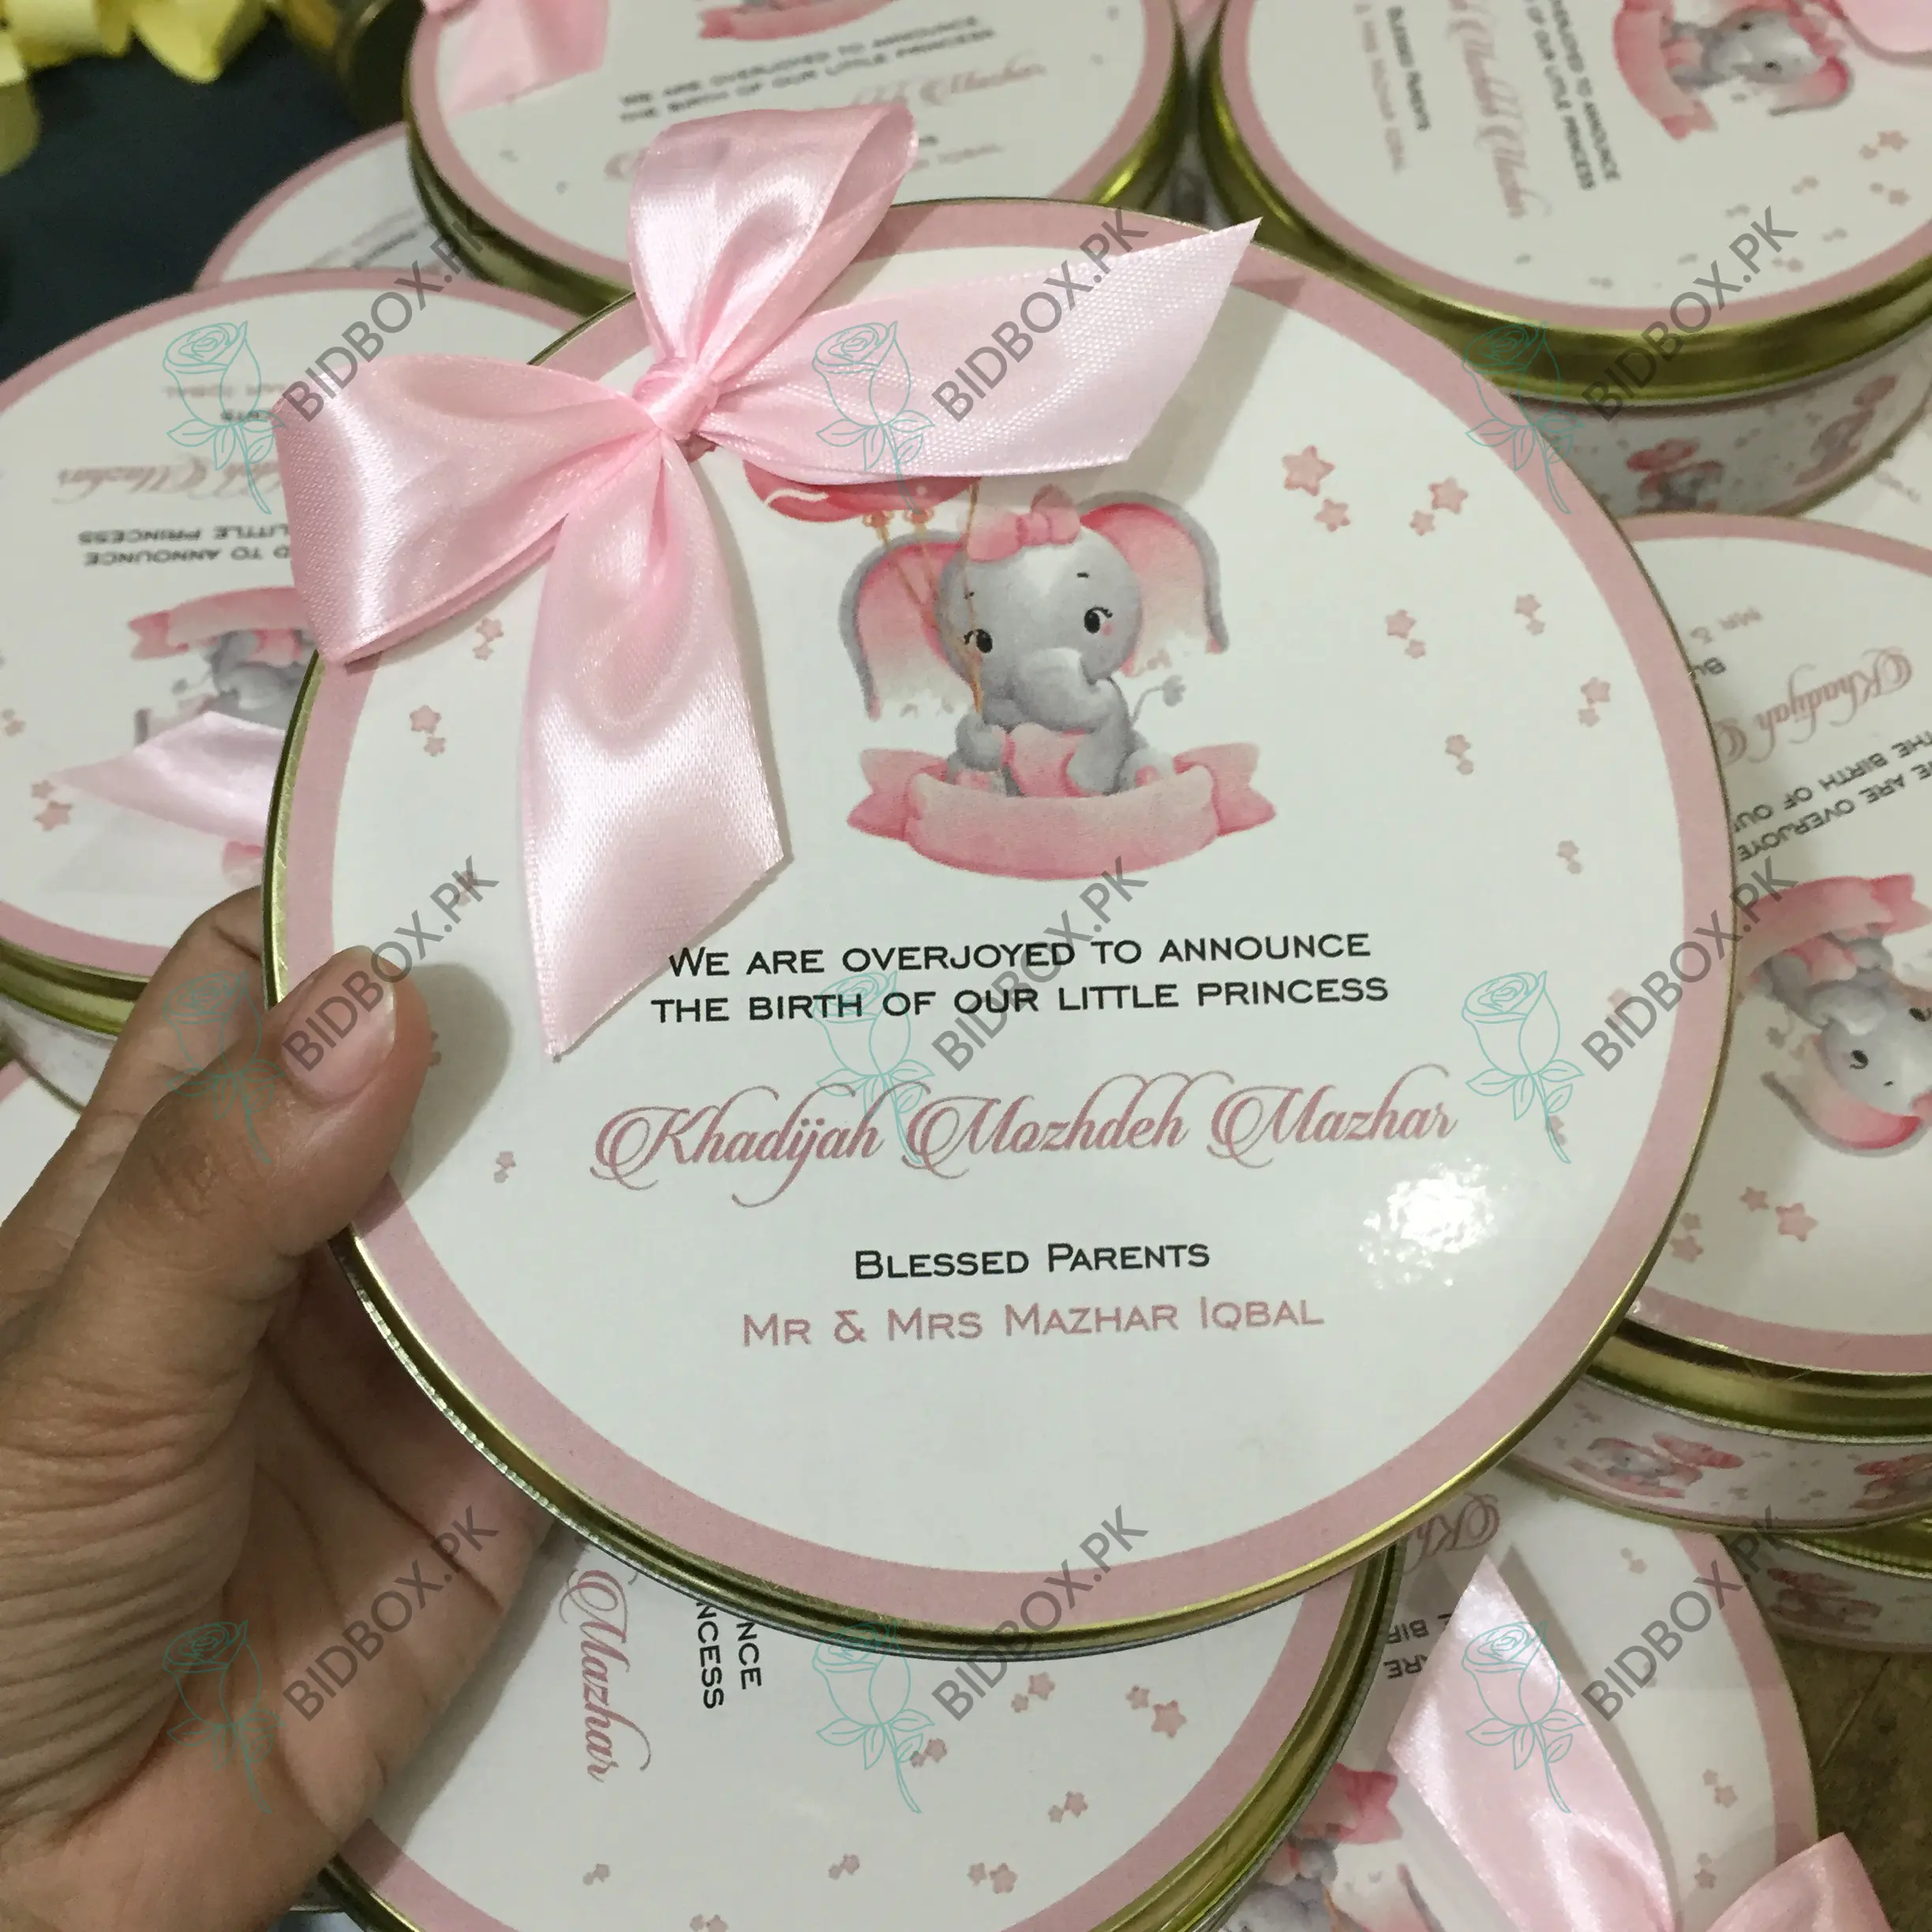 We are overjoyed to announce
the birth of our little princess
Khadijah Mozhdeh Mazhar
Blessed Parents
Mr & Mrs Mazhar Iqbal
BIDBOX.PK